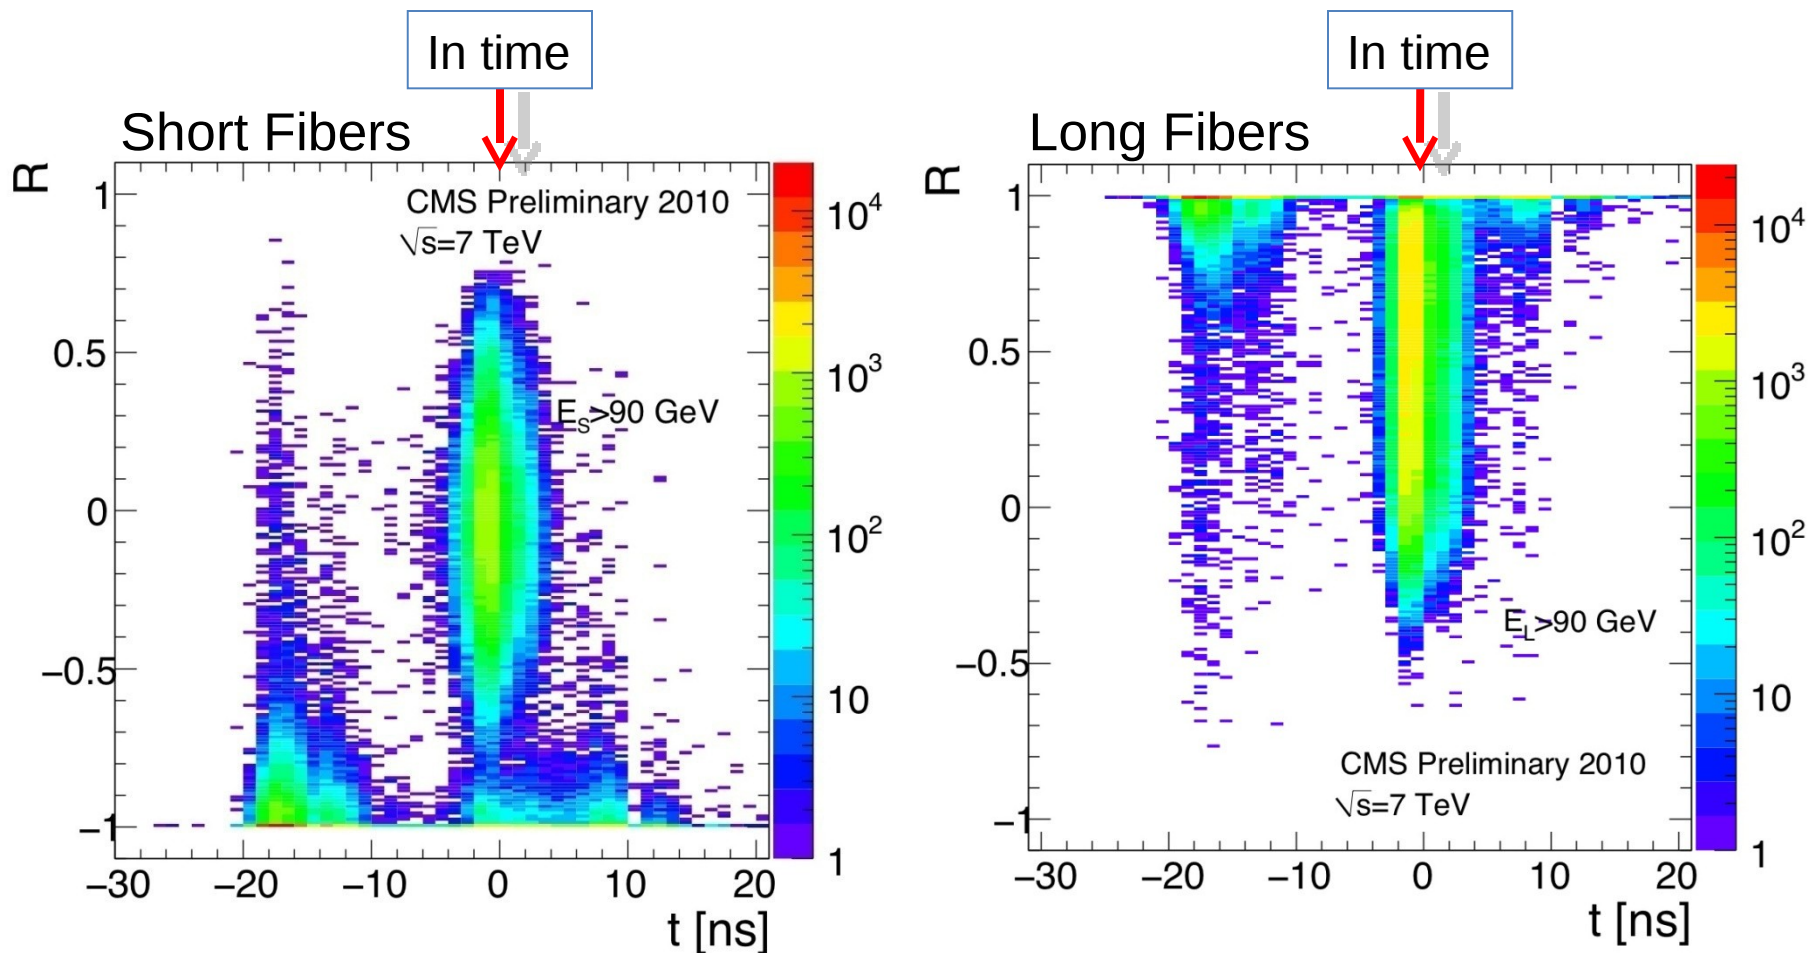 In time
Short Fibers
R
CMS Preliminary 2010
√s=7 TeV
E_S>90 GeV
1
0.5
0
−0.5
−1
−30 −20 −10 0 10 20
t [ns]
10^4
10^3
10^2
10
1
In time
Long Fibers
R
1
0.5
0
−0.5
−1
E_L>90 GeV
CMS Preliminary 2010
√s=7 TeV
−30 −20 −10 0 10 20
t [ns]
10^4
10^3
10^2
10
1